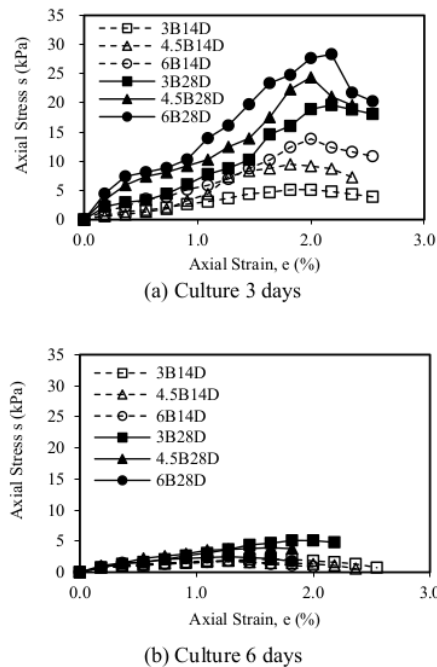 35
30
25
20
15
10
5
0
Axial Stress s (kPa)
3B14D
4.5B14D
6B14D
3B28D
4.5B28D
6B28D
0.0 1.0 2.0 3.0
Axial Strain, e (%)
(a) Culture 3 days
35
30
25
20
15
10
5
0
Axial Stress s (kPa)
3B14D
4.5B14D
6B14D
3B28D
4.5B28D
6B28D
0.0 1.0 2.0 3.0
Axial Strain, e (%)
(b) Culture 6 days